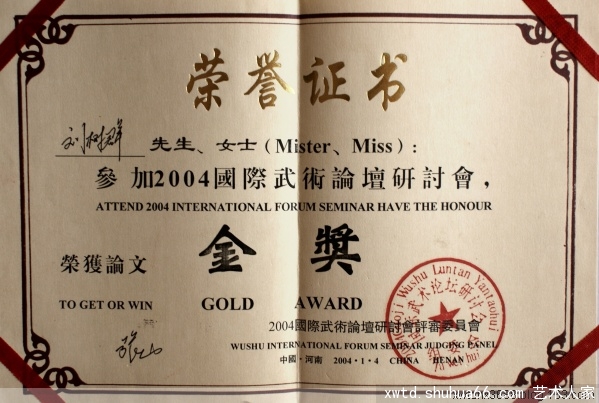 荣誉证书
刘树群 先生、女士（Mister、Miss）:
參加2004國際武術論壇研討會，
ATTEND 2004 INTERNATIONAL FORUM SEMINAR HAVE THE HONOUR
榮獲論文 金獎
TO GET OR WIN GOLD AWARD
2004國際武術論壇研討會評審委員會
WUSHU INTERNATIONAL FORUM SEMINAR JUDGING PANEL
中國·河南 2004·1·4 CHINA HENAN
xwtd.shuhua66.com/艺术人家